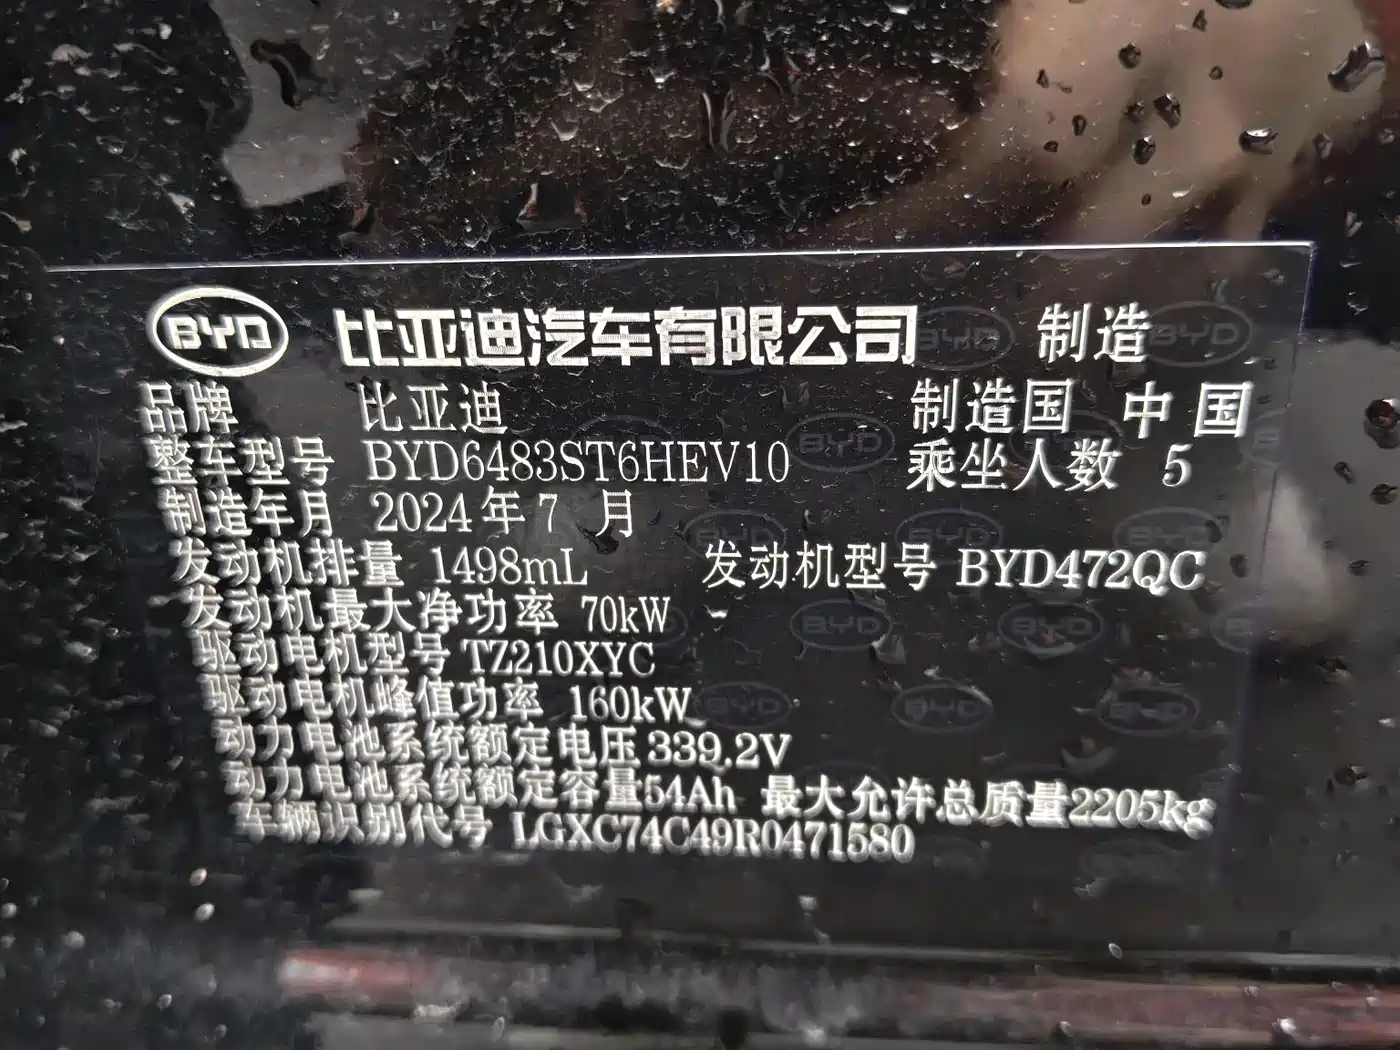 BYD 比亚迪汽车有限公司 制造
品牌 比亚迪 制造国 中国
整车型号 BYD6483ST6HEV10 乘坐人数 5
制造年月 2024年7月
发动机排量 1498mL 发动机型号 BYD472QC
发动机最大净功率 70kW
驱动电机型号 TZ210XYC
驱动电机峰值功率 160kW
动力电池系统额定电压 339.2V
动力电池系统额定容量54Ah 最大允许总质量2205kg
车辆识别代号 LGXC74C49R0471580